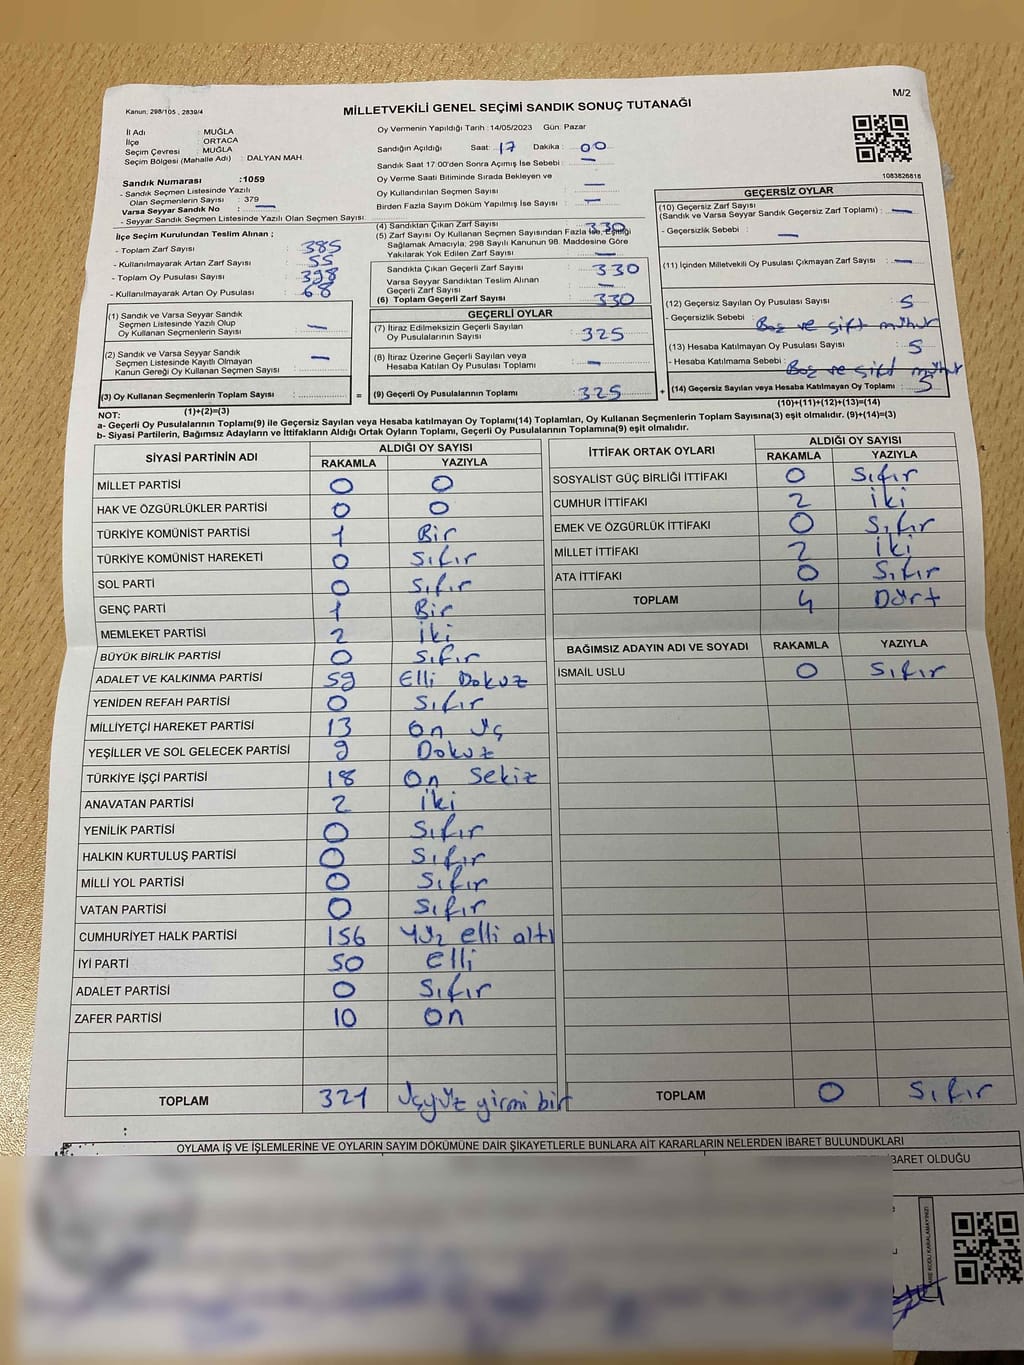 M/2
Kanun: 298/105 , 2839/4
MİLLETVEKİLİ GENEL SEÇİMİ SANDIK SONUÇ TUTANAĞI
İl Adı : MUĞLA
İlçe : ORTACA
Seçim Çevresi : MUĞLA
Seçim Bölgesi (Mahalle Adı) : DALYAN MAH.
Sandık Numarası :1059
- Sandık Seçmen Listesinde Yazılı
Olan Seçmenlerin Sayısı : 379
Varsa Seyyar Sandık No : —
- Seyyar Sandık Seçmen Listesinde Yazılı Olan Seçmen Sayısı:
İlçe Seçim Kurulundan Teslim Alınan ;
- Toplam Zarf Sayısı : 385
- Kullanılmayarak Artan Zarf Sayısı : 55
- Toplam Oy Pusulası Sayısı : 398
- Kullanılmayarak Artan Oy Pusulası : 68
(1) Sandık ve Varsa Seyyar Sandık
Seçmen Listesinde Yazılı Olup
Oy Kullanan Seçmenlerin Sayısı : —
(2) Sandık ve Varsa Seyyar Sandık
Seçmen Listesinde Kayıtlı Olmayan
Kanun Gereği Oy Kullanan Seçmen Sayısı : —
(3) Oy Kullanan Seçmenlerin Toplam Sayısı :
(1)+(2)=(3)
Oy Vermenin Yapıldığı Tarih :14/05/2023 Gün: Pazar
Sandığın Açıldığı Saat: 17 Dakika : 00
Sandık Saat 17:00'den Sonra Açımış İse Sebebi : —
Oy Verme Saati Bitiminde Sırada Bekleyen ve
Oy Kullandırılan Seçmen Sayısı : —
Birden Fazla Sayım Döküm Yapılmış İse Sayısı : —
(4) Sandıktan Çıkan Zarf Sayısı : 330
(5) Zarf Sayısı Oy Kullanan Seçmen Sayısından Fazla İse, Eşitliği
Sağlamak Amacıyla, 298 Sayılı Kanunun 98. Maddesine Göre
Yakılarak Yok Edilen Zarf Sayısı : —
Sandıkta Çıkan Geçerli Zarf Sayısı : 330
Varsa Seyyar Sandıktan Teslim Alınan
Geçerli Zarf Sayısı : —
(6) Toplam Geçerli Zarf Sayısı : 330
GEÇERLİ OYLAR
(7) İtiraz Edilmeksizin Geçerli Sayılan
Oy Pusulalarının Sayısı : 325
(8) İtiraz Üzerine Geçerli Sayılan veya
Hesaba Katılan Oy Pusulası Toplamı : —
= (9) Geçerli Oy Pusulalarının Toplamı : 325 +
1083826818
GEÇERSİZ OYLAR
(10) Geçersiz Zarf Sayısı
(Sandık ve Varsa Seyyar Sandık Geçersiz Zarf Toplamı) : —
- Geçersizlik Sebebi : —
(11) İçinden Milletvekili Oy Pusulası Çıkmayan Zarf Sayısı : —
(12) Geçersiz Sayılan Oy Pusulası Sayısı : 5
- Geçersizlik Sebebi : Boş ve çift mühür
(13) Hesaba Katılmayan Oy Pusulası Sayısı : 5
- Hesaba Katılmama Sebebi : Boş ve çift mühür
(14) Geçersiz Sayılan veya Hesaba Katılmayan Oy Toplamı : 5
(10)+(11)+(12)+(13)=(14)
NOT:
a- Geçerli Oy Pusulalarının Toplamı(9) ile Geçersiz Sayılan veya Hesaba Katılmayan Oy Toplamı(14) Toplamları, Oy Kullanan Seçmenlerin Toplam Sayısına(3) eşit olmalıdır. (9)+(14)=(3)
b- Siyasi Partilerin, Bağımsız Adayların ve İttifakların Aldığı Ortak Oyların Toplamı, Geçerli Oy Pusulalarının Toplamına(9) eşit olmalıdır.
SİYASİ PARTİNİN ADI ALDIĞI OY SAYISI
RAKAMLA YAZIYLA
MİLLET PARTİSİ 0 0
HAK VE ÖZGÜRLÜKLER PARTİSİ 0 0
TÜRKİYE KOMÜNİST PARTİSİ 1 Bir
TÜRKİYE KOMÜNİST HAREKETİ 0 Sıfır
SOL PARTİ 0 Sıfır
GENÇ PARTİ 1 Bir
MEMLEKET PARTİSİ 2 İki
BÜYÜK BİRLİK PARTİSİ 0 Sıfır
ADALET VE KALKINMA PARTİSİ 59 Elli Dokuz
YENİDEN REFAH PARTİSİ 0 Sıfır
MİLLİYETÇİ HAREKET PARTİSİ 13 On Üç
YEŞİLLER VE SOL GELECEK PARTİSİ 9 Dokuz
TÜRKİYE İŞÇİ PARTİSİ 18 On Sekiz
ANAVATAN PARTİSİ 2 İki
YENİLİK PARTİSİ 0 Sıfır
HALKIN KURTULUŞ PARTİSİ 0 Sıfır
MİLLİ YOL PARTİSİ 0 Sıfır
VATAN PARTİSİ 0 Sıfır
CUMHURİYET HALK PARTİSİ 156 Yüz elli altı
İYİ PARTİ 50 Elli
ADALET PARTİSİ 0 Sıfır
ZAFER PARTİSİ 10 On
TOPLAM 321 Üçyüz yirmi bir
İTTİFAK ORTAK OYLARI ALDIĞI OY SAYISI
RAKAMLA YAZIYLA
SOSYALİST GÜÇ BİRLİĞİ İTTİFAKI 0 Sıfır
CUMHUR İTTİFAKI 2 İki
EMEK VE ÖZGÜRLÜK İTTİFAKI 0 Sıfır
MİLLET İTTİFAKI 2 İki
ATA İTTİFAKI 0 Sıfır
TOPLAM 4 Dört
BAĞIMSIZ ADAYIN ADI VE SOYADI RAKAMLA YAZIYLA
İSMAİL USLU 0 Sıfır
TOPLAM 0 Sıfır
OYLAMA İŞ VE İŞLEMLERİNE VE OYLARIN SAYIM DÖKÜMÜNE DAİR ŞİKAYETLERLE BUNLARA AİT KARARLARIN NELERDEN İBARET BULUNDUKLARI
İBARET OLDUĞU